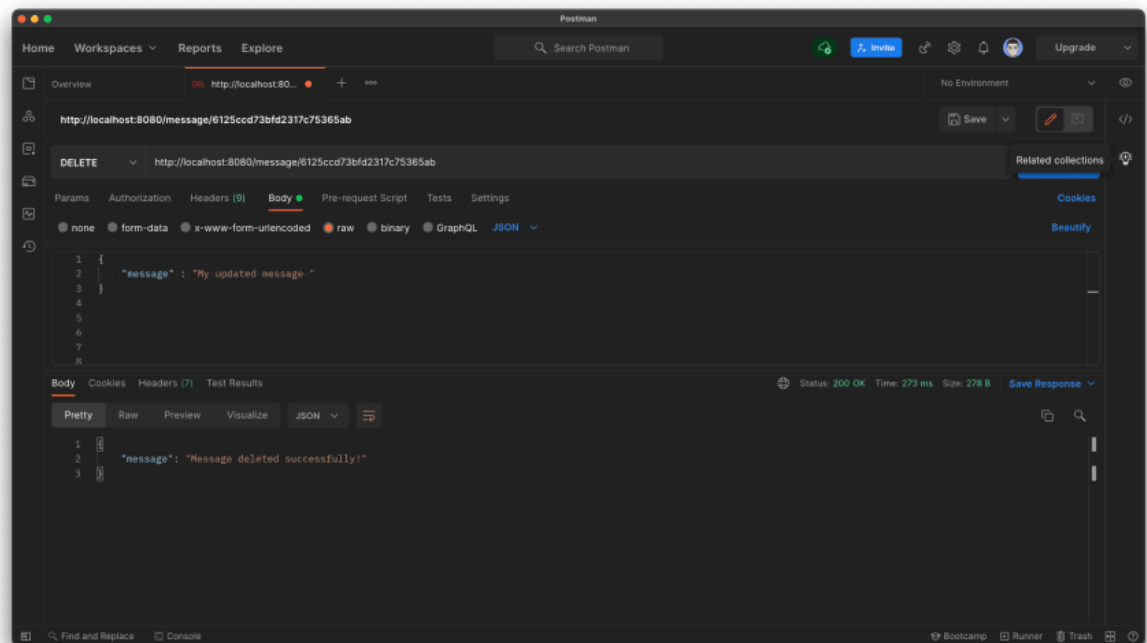 Postman
Home Workspaces Reports Explore Search Postman Invite Upgrade
Overview DEL http://localhost:80... No Environment
http://localhost:8080/message/6125ccd73bfd2317c75365ab Save
DELETE http://localhost:8080/message/6125ccd73bfd2317c75365ab Related collections
Params Authorization Headers (9) Body Pre-request Script Tests Settings Cookies
none form-data x-www-form-urlencoded raw binary GraphQL JSON Beautify
1 {
2 "message" : "My updated message "
3 }
4
5
6
7
8
Body Cookies Headers (7) Test Results Status: 200 OK Time: 273 ms Size: 278 B Save Response
Pretty Raw Preview Visualize JSON
1 {
2 "message": "Message deleted successfully!"
3 }
Find and Replace Console Bootcamp Runner Trash